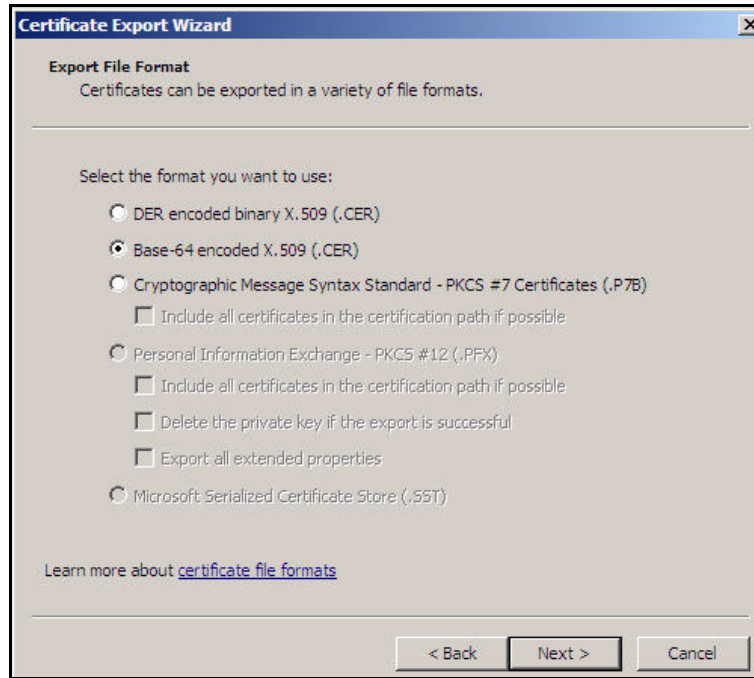 Certificate Export Wizard
Export File Format
Certificates can be exported in a variety of file formats.
Select the format you want to use:
DER encoded binary X.509 (.CER)
Base-64 encoded X.509 (.CER)
Cryptographic Message Syntax Standard - PKCS #7 Certificates (.P7B)
Include all certificates in the certification path if possible
Personal Information Exchange - PKCS #12 (.PFX)
Include all certificates in the certification path if possible
Delete the private key if the export is successful
Export all extended properties
Microsoft Serialized Certificate Store (.SST)
Learn more about certificate file formats
< Back Next > Cancel